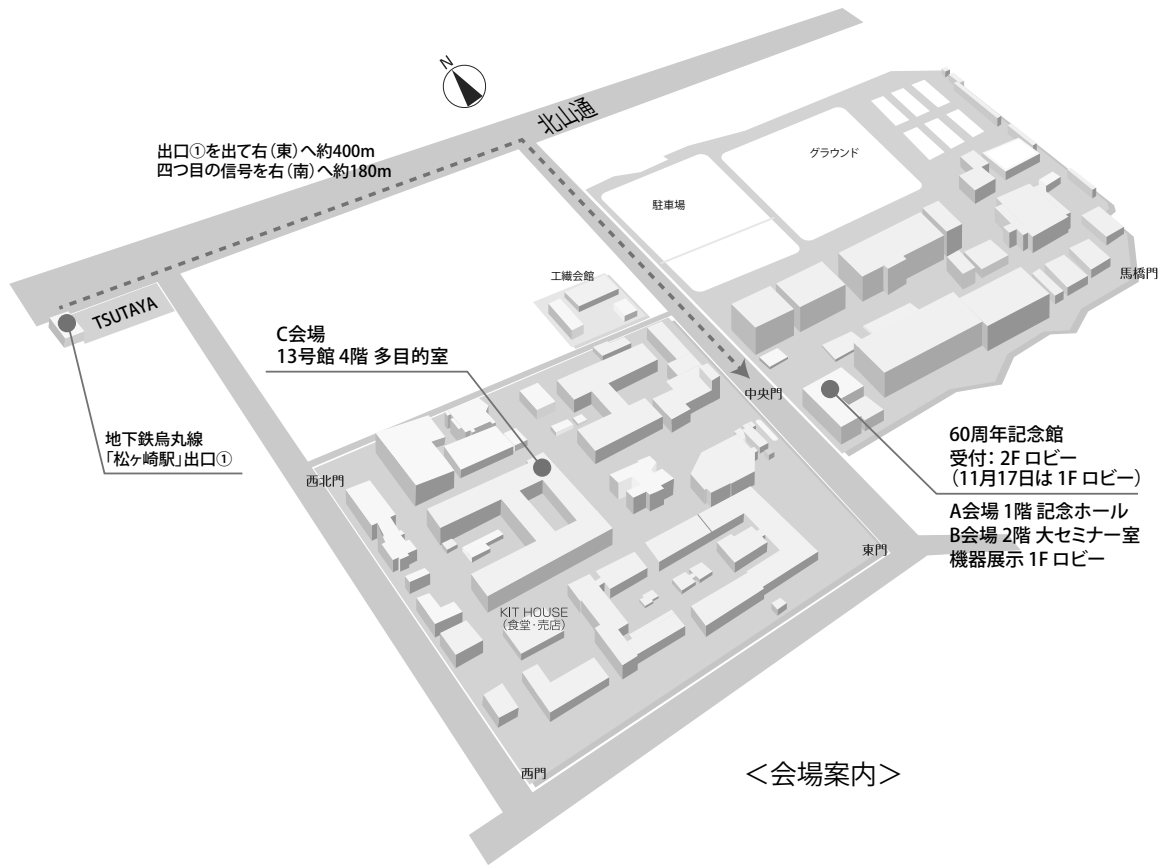 N
北山通
出口①を出て右（東）へ約400m
四つ目の信号を右（南）へ約180m
グラウンド
駐車場
工繊会館
馬橋門
TSUTAYA
C会場
13号館 4階 多目的室
中央門
地下鉄烏丸線
「松ヶ崎駅」出口①
西北門
60周年記念館
受付：2F ロビー
（11月17日は 1F ロビー）
A会場 1階 記念ホール
B会場 2階 大セミナー室
機器展示 1F ロビー
東門
KIT HOUSE
（食堂・売店）
西門
＜会場案内＞